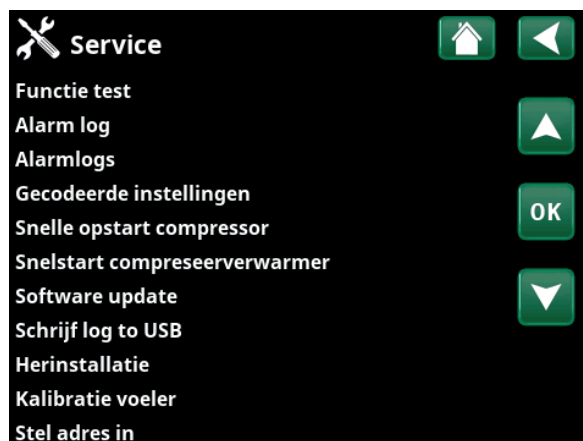 Service
Functie test
Alarm log
Alarmlogs
Gecodeerde instellingen
OK
Snelle opstart compressor
Snelstart compreseerverwarmer
Software update
Schrijf log to USB
Herinstallatie
Kalibratie voeler
Stel adres in